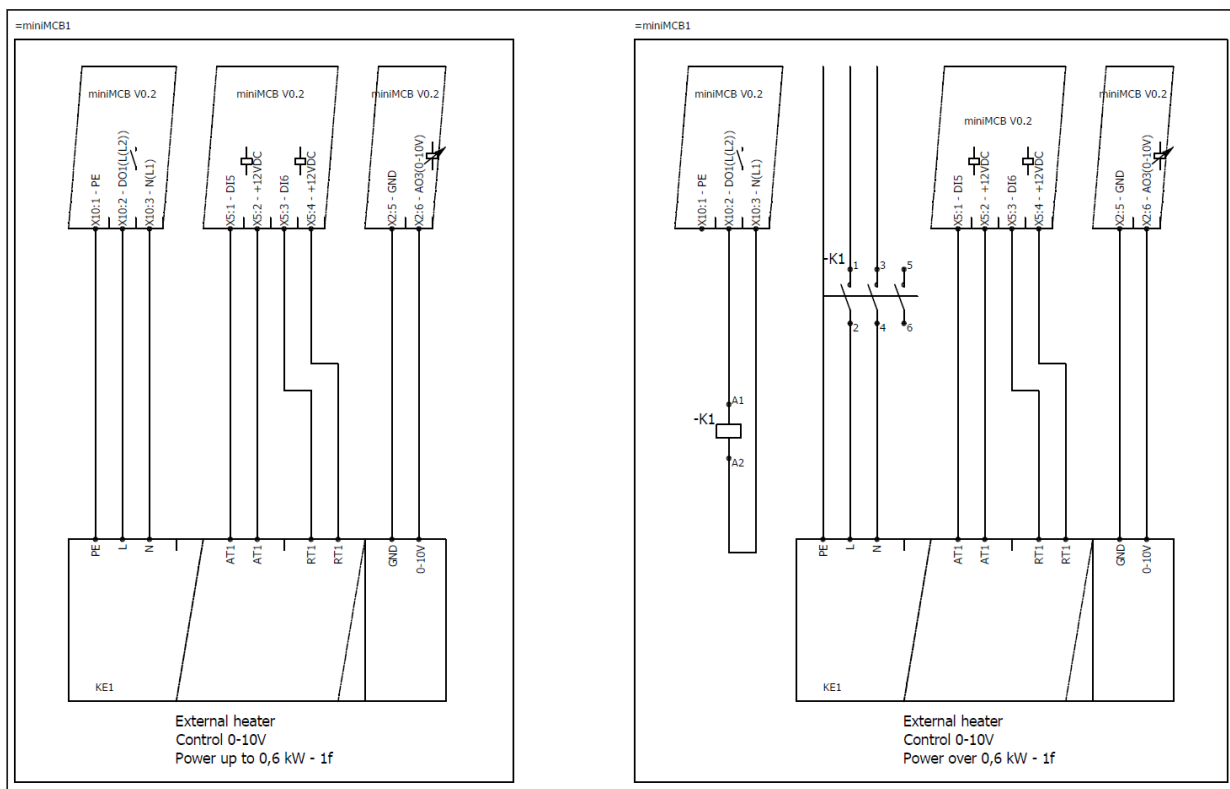 =miniMCB1
miniMCB V0.2
miniMCB V0.2
miniMCB V0.2
X10:1 - PE
X10:2 - DO1(L(L2))
X10:3 - N(L1)
X5:1 - DI5
X5:2 - +12VDC
X5:3 - DI6
X5:4 - +12VDC
X2:5 - GND
X2:6 - AO3(0-10V)
PE
L
N
AT1
AT1
RT1
RT1
GND
0-10V
KE1
External heater
Control 0-10V
Power up to 0,6 kW - 1f
=miniMCB1
miniMCB V0.2
miniMCB V0.2
miniMCB V0.2
X10:1 - PE
X10:2 - DO1(L(L2))
X10:3 - N(L1)
X5:1 - DI5
X5:2 - +12VDC
X5:3 - DI6
X5:4 - +12VDC
X2:5 - GND
X2:6 - AO3(0-10V)
-K1
1
3
5
2
4
6
A1
-K1
A2
PE
L
N
AT1
AT1
RT1
RT1
GND
0-10V
KE1
External heater
Control 0-10V
Power over 0,6 kW - 1f